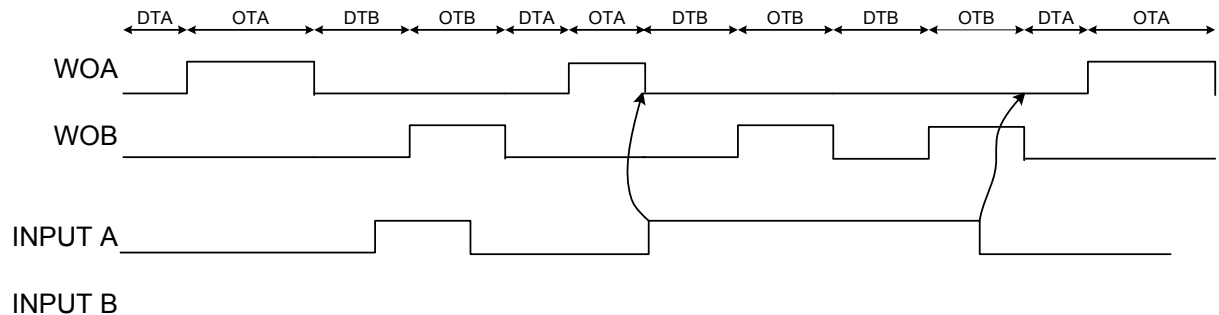 DTA OTA DTB OTB DTA OTA DTB OTB DTB OTB DTA OTA
WOA
WOB
INPUT A
INPUT B